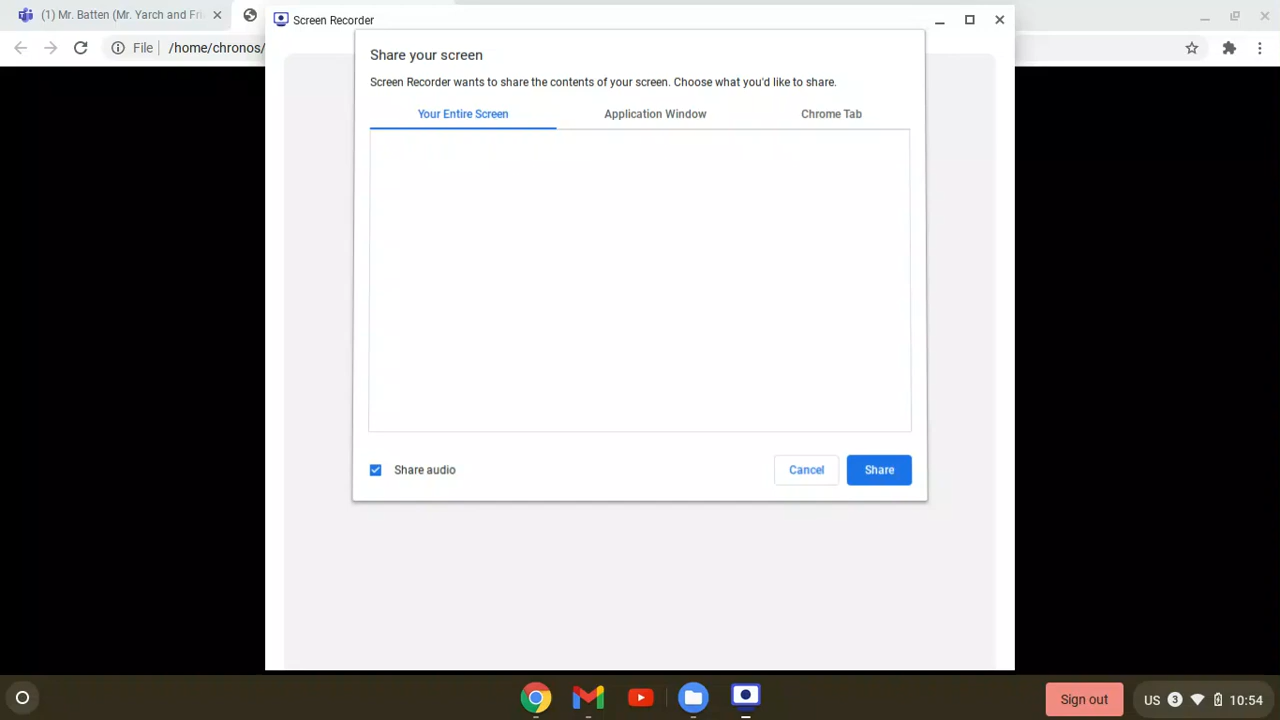 (1) Mr. Batten (Mr. Yarch and Fri
Screen Recorder
File
/home/chronos/
Share your screen
Screen Recorder wants to share the contents of your screen. Choose what you'd like to share.
Your Entire Screen
Application Window
Chrome Tab
Share audio
Cancel
Share
Sign out
US
3
10:54